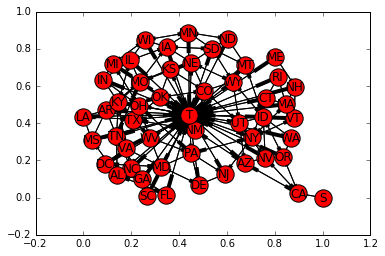 1.0
0.8
0.6
0.4
0.2
0.0
−0.2
−0.2
0.0
0.2
0.4
0.6
0.8
1.0
1.2
MN
ND
WI
IA
SD
ME
IL
NE
MT
MI
KS
RI
IN
MO
WY
NH
CO
OK
CT
KY
MA
OH
AR
LA
T
ID
VT
TX
UT
NM
TN
WV
NY
WA
MS
VA
PA
OR
NV
DC
AZ
NC
MD
AL
NJ
GA
DE
SC
FL
CA
S